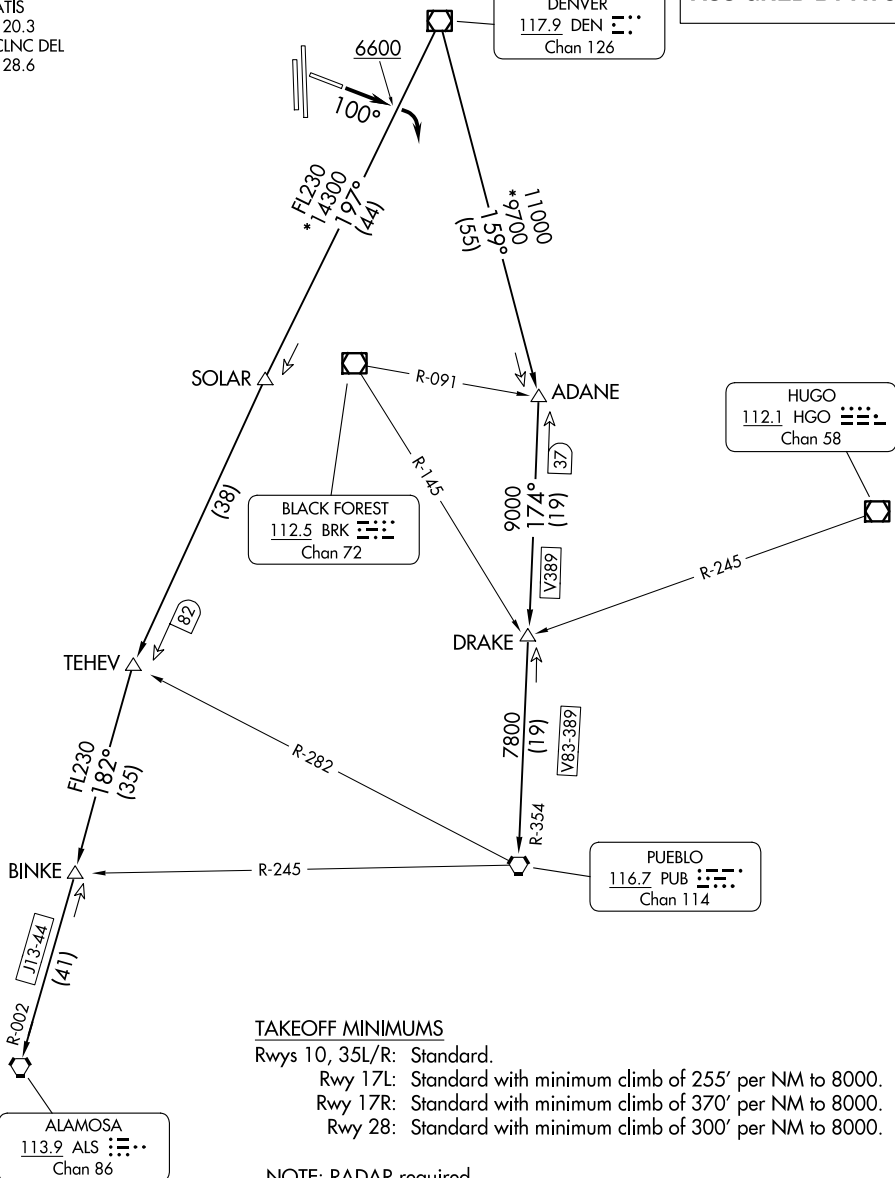 ATIS
20.3
CLNC DEL
28.6
DENVER
117.9 DEN
Chan 126
6600
100°
FL230
*14300
197°
(44)
11000
*9700
159°
(55)
SOLAR
R-091
ADANE
HUGO
112.1 HGO
Chan 58
37
R-145
9000
174°
(19)
V389
(38)
BLACK FOREST
112.5 BRK
Chan 72
R-245
82
DRAKE
TEHEV
7800
(19)
V83-389
R-282
FL230
182°
(35)
R-354
BINKE
R-245
PUEBLO
116.7 PUB
Chan 114
J13-44
(41)
R-002
TAKEOFF MINIMUMS
Rwys 10, 35L/R: Standard.
Rwy 17L: Standard with minimum climb of 255' per NM to 8000.
Rwy 17R: Standard with minimum climb of 370' per NM to 8000.
Rwy 28: Standard with minimum climb of 300' per NM to 8000.
ALAMOSA
113.9 ALS
Chan 86
NOTE: RADAR required